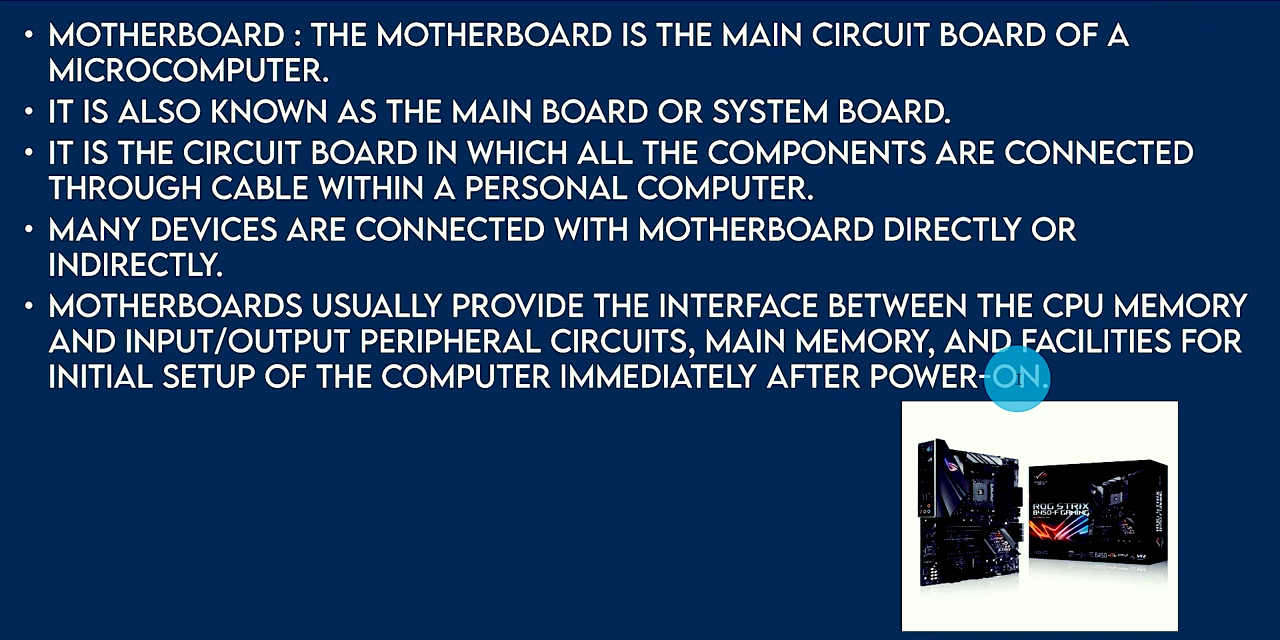 • MOTHERBOARD : THE MOTHERBOARD IS THE MAIN CIRCUIT BOARD OF A
MICROCOMPUTER.
• IT IS ALSO KNOWN AS THE MAIN BOARD OR SYSTEM BOARD.
• IT IS THE CIRCUIT BOARD IN WHICH ALL THE COMPONENTS ARE CONNECTED
THROUGH CABLE WITHIN A PERSONAL COMPUTER.
• MANY DEVICES ARE CONNECTED WITH MOTHERBOARD DIRECTLY OR
INDIRECTLY.
• MOTHERBOARDS USUALLY PROVIDE THE INTERFACE BETWEEN THE CPU MEMORY
AND INPUT/OUTPUT PERIPHERAL CIRCUITS, MAIN MEMORY, AND FACILITIES FOR
INITIAL SETUP OF THE COMPUTER IMMEDIATELY AFTER POWER-ON.
ROG STRIX
B450-F GAMING